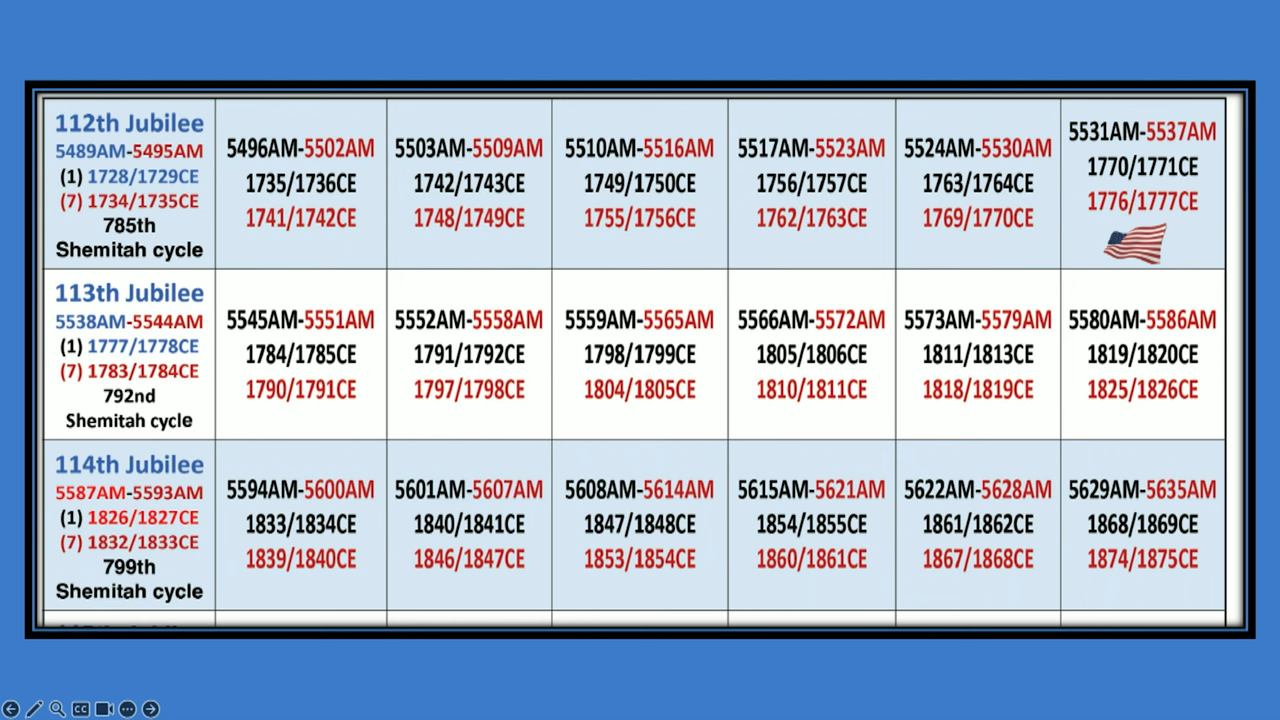 112th Jubilee
5489AM-5495AM
(1) 1728/1729CE
(7) 1734/1735CE
785th
Shemitah cycle
5496AM-5502AM
1735/1736CE
1741/1742CE
5503AM-5509AM
1742/1743CE
1748/1749CE
5510AM-5516AM
1749/1750CE
1755/1756CE
5517AM-5523AM
1756/1757CE
1762/1763CE
5524AM-5530AM
1763/1764CE
1769/1770CE
5531AM-5537AM
1770/1771CE
1776/1777CE
113th Jubilee
5538AM-5544AM
(1) 1777/1778CE
(7) 1783/1784CE
792nd
Shemitah cycle
5545AM-5551AM
1784/1785CE
1790/1791CE
5552AM-5558AM
1791/1792CE
1797/1798CE
5559AM-5565AM
1798/1799CE
1804/1805CE
5566AM-5572AM
1805/1806CE
1810/1811CE
5573AM-5579AM
1811/1813CE
1818/1819CE
5580AM-5586AM
1819/1820CE
1825/1826CE
114th Jubilee
5587AM-5593AM
(1) 1826/1827CE
(7) 1832/1833CE
799th
Shemitah cycle
5594AM-5600AM
1833/1834CE
1839/1840CE
5601AM-5607AM
1840/1841CE
1846/1847CE
5608AM-5614AM
1847/1848CE
1853/1854CE
5615AM-5621AM
1854/1855CE
1860/1861CE
5622AM-5628AM
1861/1862CE
1867/1868CE
5629AM-5635AM
1868/1869CE
1874/1875CE
CC